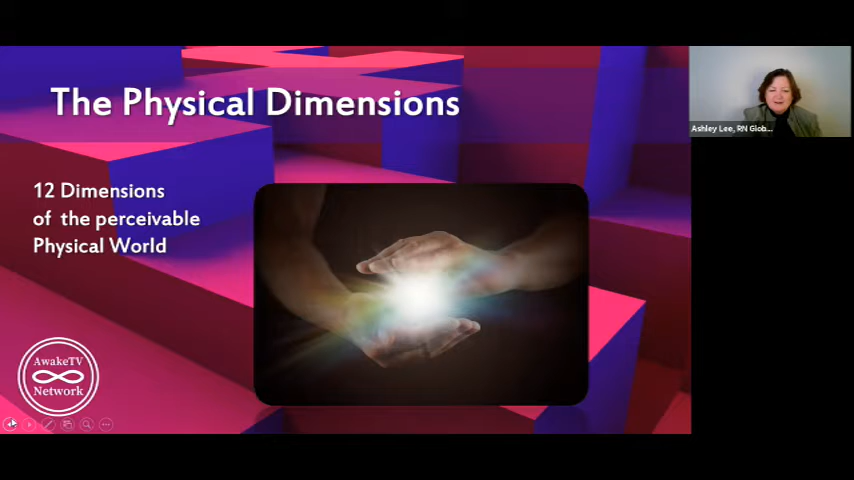 The Physical Dimensions
Ashley Lee, RN Glob...
12 Dimensions
of the perceivable
Physical World
AwakeTV
Network